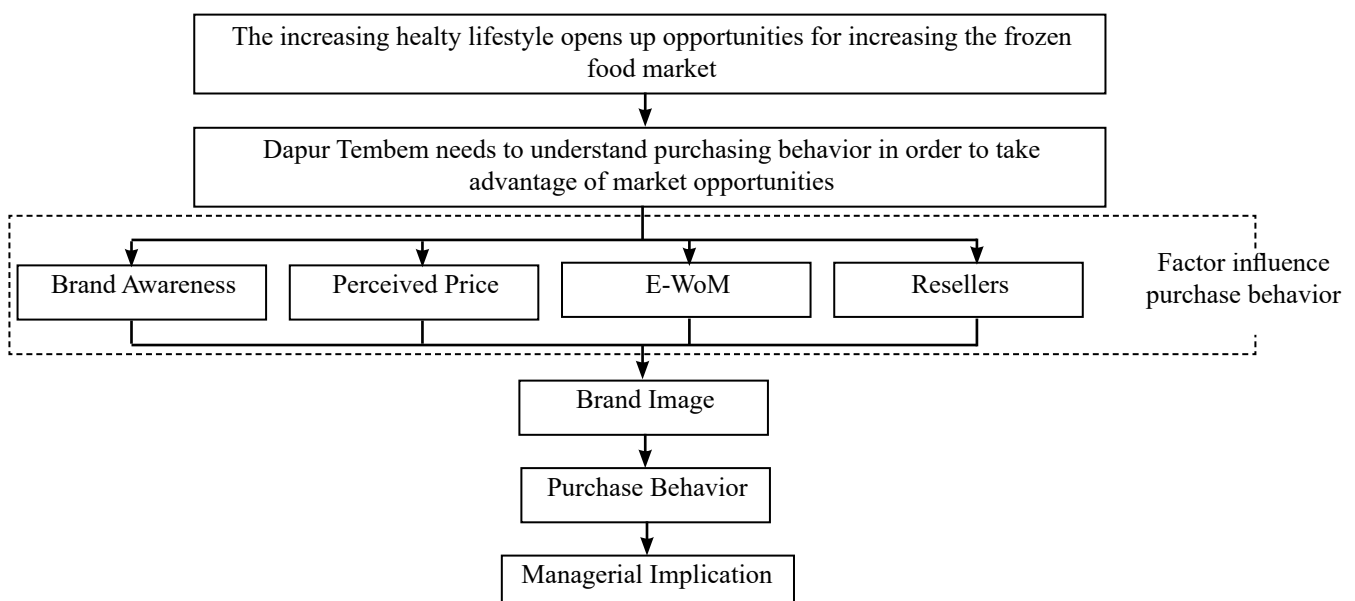 The increasing healty lifestyle opens up opportunities for increasing the frozen
food market
Dapur Tembem needs to understand purchasing behavior in order to take
advantage of market opportunities
Factor influence
purchase behavior
Brand Awareness
Perceived Price
E-WoM
Resellers
Brand Image
Purchase Behavior
Managerial Implication